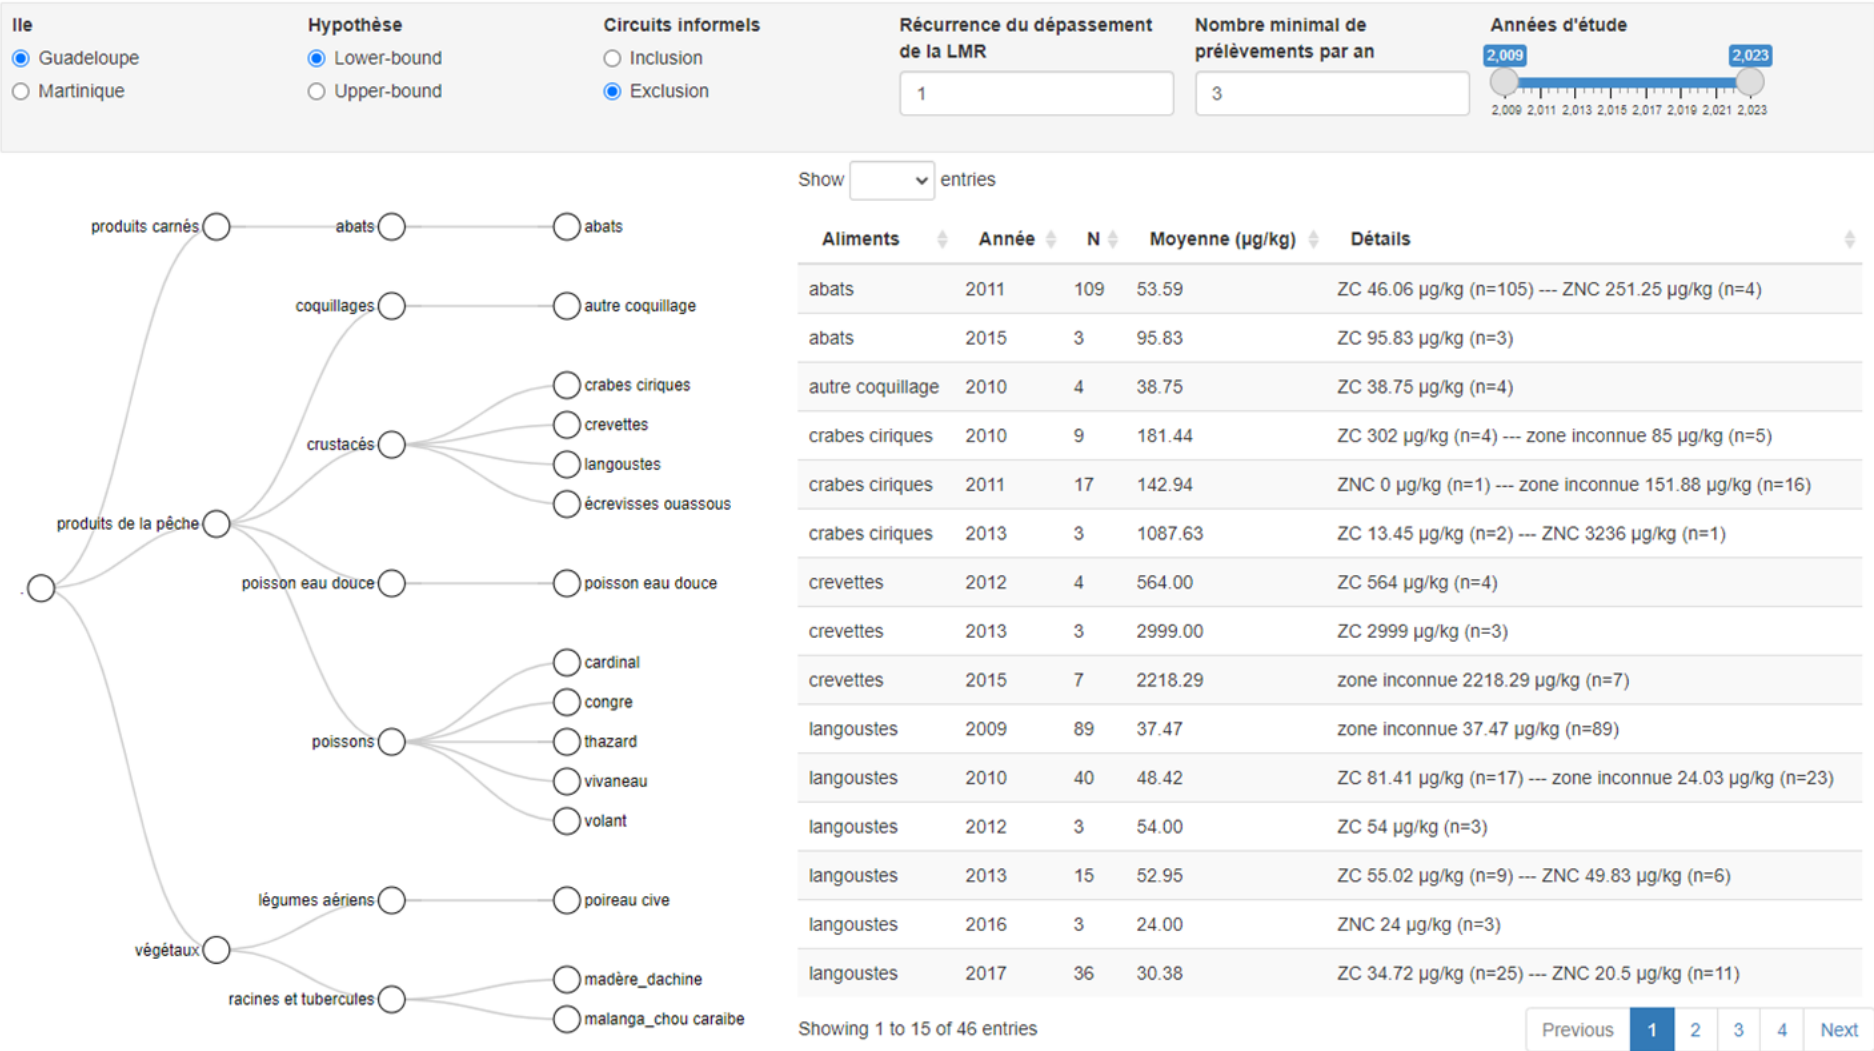 Ile
Guadeloupe
Martinique
Hypothèse
Lower-bound
Upper-bound
Circuits informels
Inclusion
Exclusion
Récurrence du dépassement
de la LMR
1
Nombre minimal de
prélèvements par an
3
Années d'étude
2,009 2,023
2,009 2,011 2,013 2,015 2,017 2,019 2,021 2,023
produits carnés abats abats
coquillages autre coquillage
crabes ciriques
crevettes
crustacés
langoustes
écrevisses ouassous
produits de la pêche
poisson eau douce poisson eau douce
.
cardinal
congre
poissons thazard
vivaneau
volant
légumes aériens poireau cive
végétaux
madère_dachine
racines et tubercules
malanga_chou caraibe
Show entries
Aliments Année N Moyenne (µg/kg) Détails
abats 2011 109 53.59 ZC 46.06 µg/kg (n=105) --- ZNC 251.25 µg/kg (n=4)
abats 2015 3 95.83 ZC 95.83 µg/kg (n=3)
autre coquillage 2010 4 38.75 ZC 38.75 µg/kg (n=4)
crabes ciriques 2010 9 181.44 ZC 302 µg/kg (n=4) --- zone inconnue 85 µg/kg (n=5)
crabes ciriques 2011 17 142.94 ZNC 0 µg/kg (n=1) --- zone inconnue 151.88 µg/kg (n=16)
crabes ciriques 2013 3 1087.63 ZC 13.45 µg/kg (n=2) --- ZNC 3236 µg/kg (n=1)
crevettes 2012 4 564.00 ZC 564 µg/kg (n=4)
crevettes 2013 3 2999.00 ZC 2999 µg/kg (n=3)
crevettes 2015 7 2218.29 zone inconnue 2218.29 µg/kg (n=7)
langoustes 2009 89 37.47 zone inconnue 37.47 µg/kg (n=89)
langoustes 2010 40 48.42 ZC 81.41 µg/kg (n=17) --- zone inconnue 24.03 µg/kg (n=23)
langoustes 2012 3 54.00 ZC 54 µg/kg (n=3)
langoustes 2013 15 52.95 ZC 55.02 µg/kg (n=9) --- ZNC 49.83 µg/kg (n=6)
langoustes 2016 3 24.00 ZNC 24 µg/kg (n=3)
langoustes 2017 36 30.38 ZC 34.72 µg/kg (n=25) --- ZNC 20.5 µg/kg (n=11)
Showing 1 to 15 of 46 entries
Previous 1 2 3 4 Next